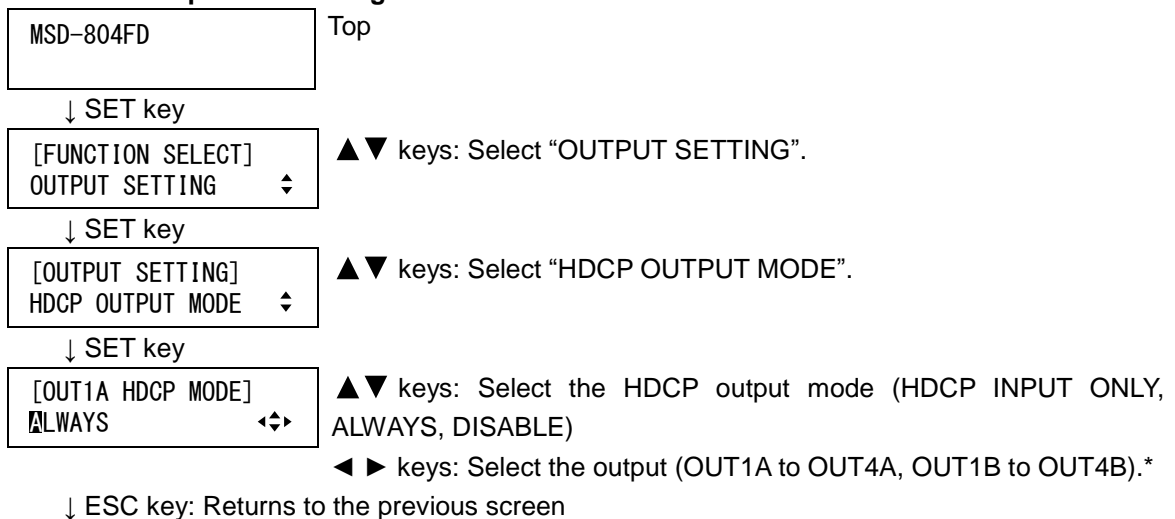 MSD-804FD
Top
↓ SET key
[FUNCTION SELECT]
OUTPUT SETTING
▲▼ keys: Select “OUTPUT SETTING”.
↓ SET key
[OUTPUT SETTING]
HDCP OUTPUT MODE
▲▼ keys: Select “HDCP OUTPUT MODE”.
↓ SET key
[OUT1A HDCP MODE]
ALWAYS
▲▼ keys: Select the HDCP output mode (HDCP INPUT ONLY,
ALWAYS, DISABLE)
◄ ► keys: Select the output (OUT1A to OUT4A, OUT1B to OUT4B).*
↓ ESC key: Returns to the previous screen